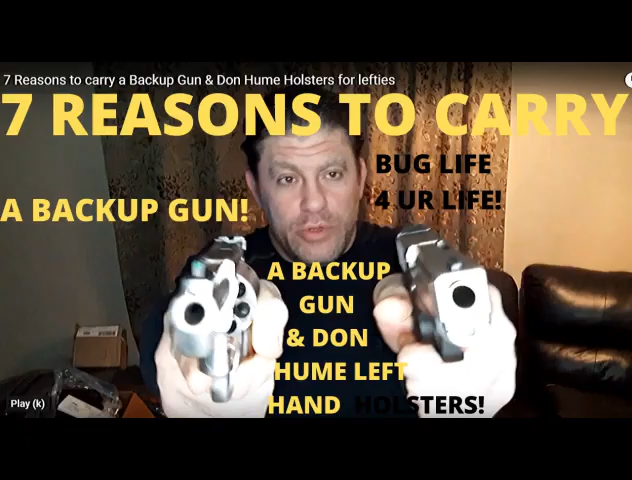 7 Reasons to carry a Backup Gun & Don Hume Holsters for lefties
7 REASONS TO CARRY
BUG LIFE
4 UR LIFE!
A BACKUP GUN!
A BACKUP
GUN
& DON
HUME LEFT
HAND HOLSTERS!
Play (k)